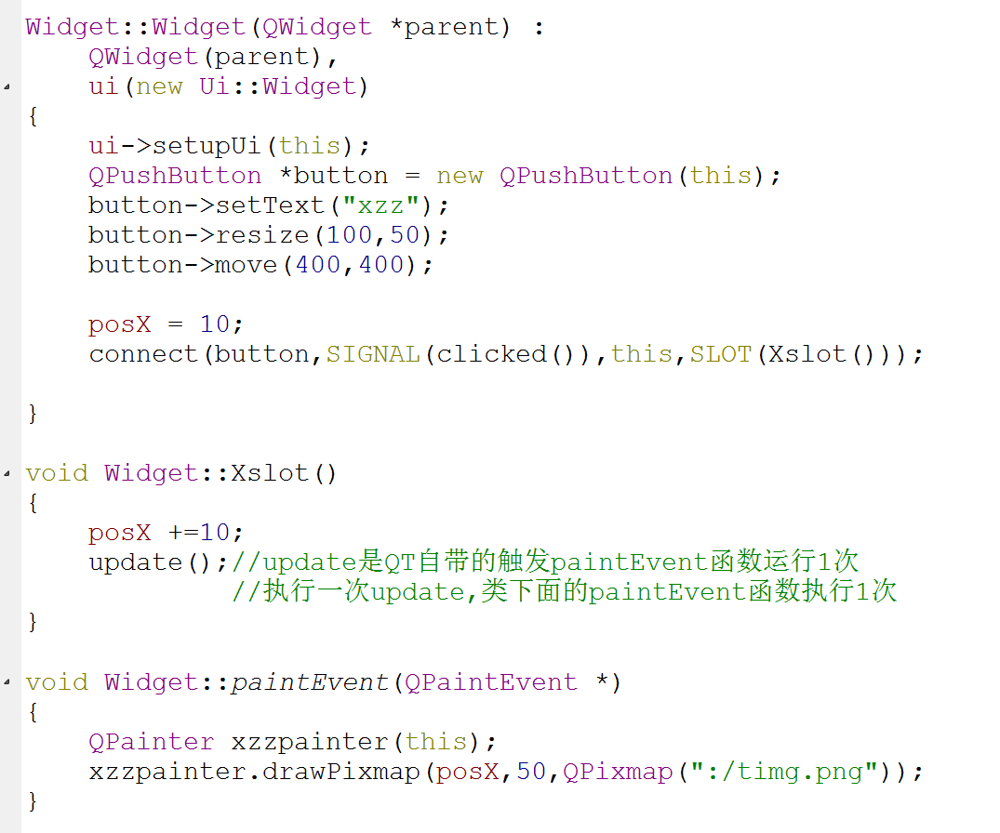 Widget::Widget(QWidget *parent) :
    QWidget(parent),
    ui(new Ui::Widget)
{
    ui->setupUi(this);
    QPushButton *button = new QPushButton(this);
    button->setText("xzz");
    button->resize(100,50);
    button->move(400,400);

    posX = 10;
    connect(button,SIGNAL(clicked()),this,SLOT(Xslot()));

}

void Widget::Xslot()
{
    posX +=10;
    update();//update是QT自带的触发paintEvent函数运行1次
             //执行一次update,类下面的paintEvent函数执行1次
}

void Widget::paintEvent(QPaintEvent *)
{
    QPainter xzzpainter(this);
    xzzpainter.drawPixmap(posX,50,QPixmap(":/timg.png"));
}